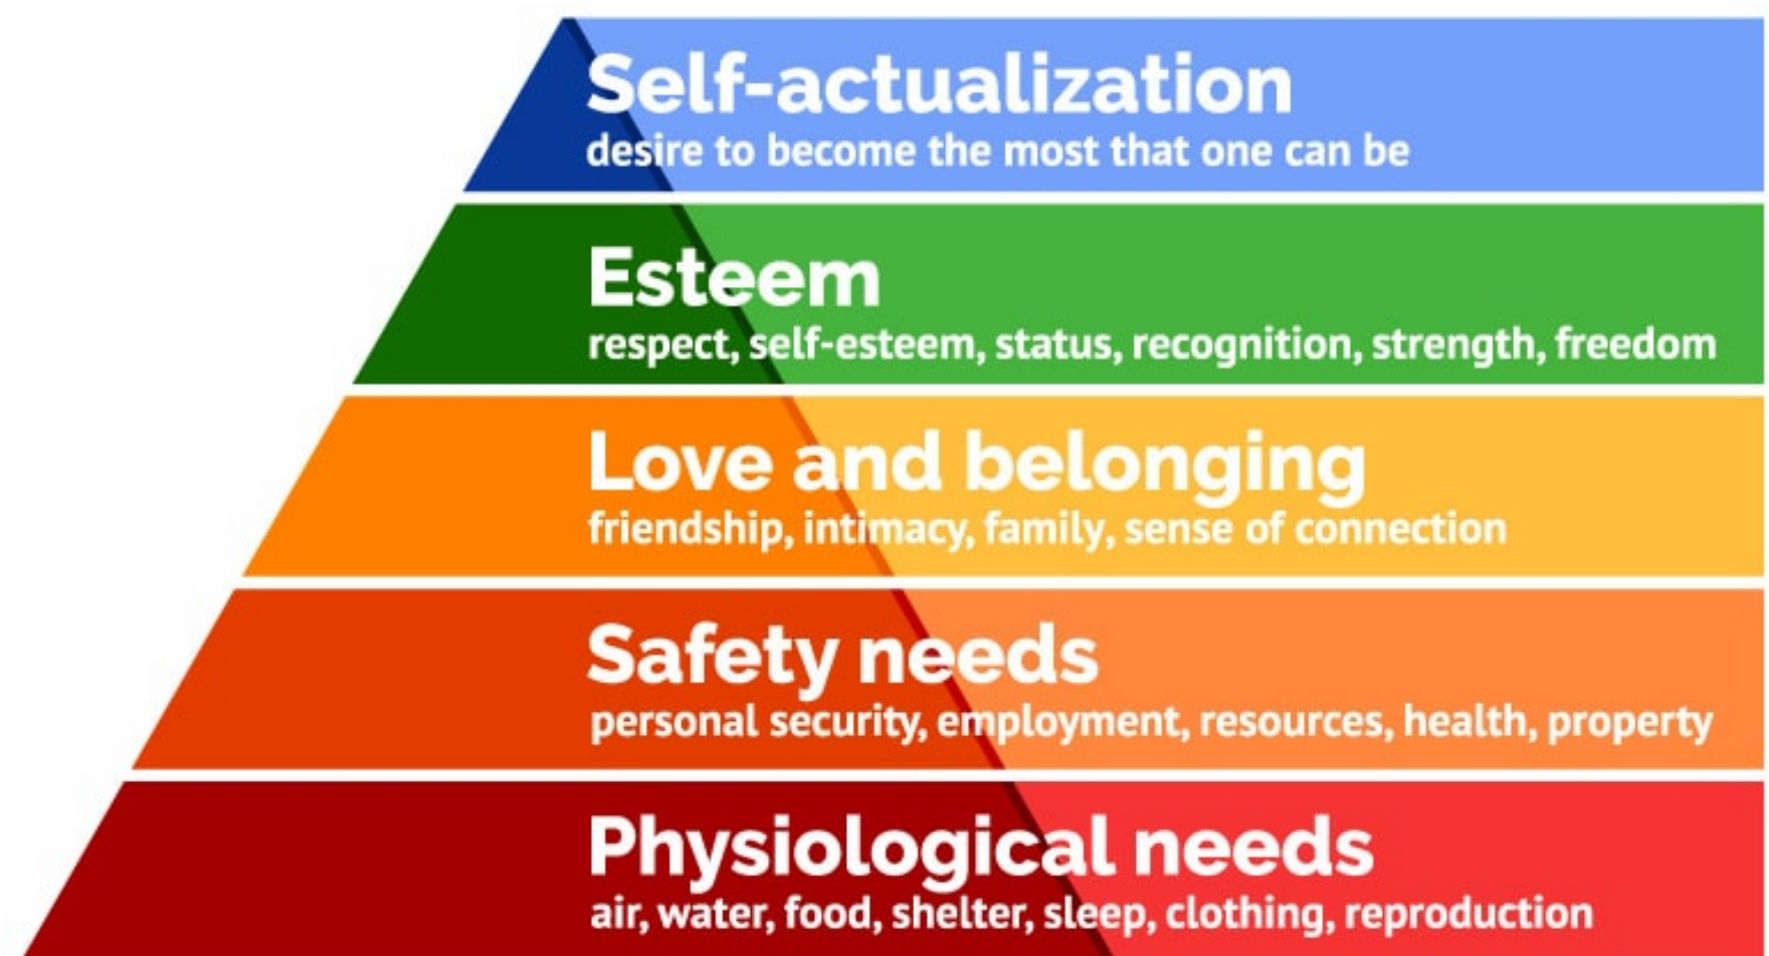 Self-actualization
desire to become the most that one can be
Esteem
respect, self-esteem, status, recognition, strength, freedom
Love and belonging
friendship, intimacy, family, sense of connection
Safety needs
personal security, employment, resources, health, property
Physiological needs
air, water, food, shelter, sleep, clothing, reproduction